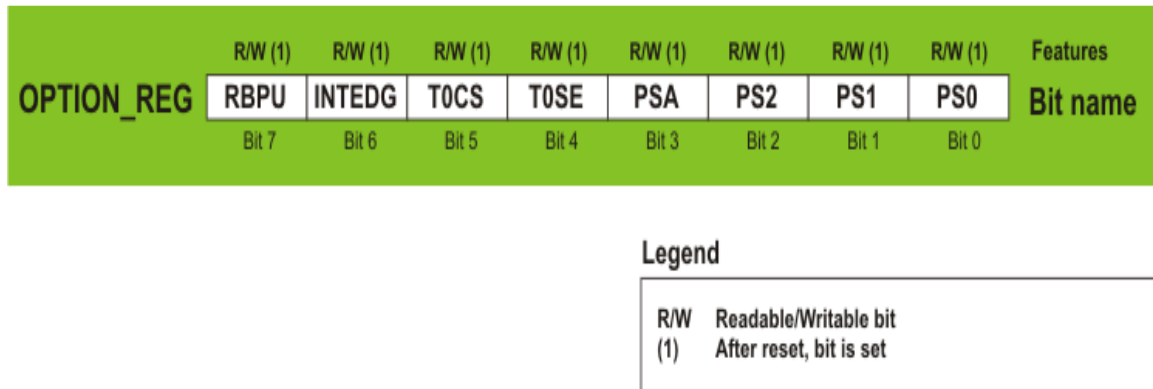 R/W (1) R/W (1) R/W (1) R/W (1) R/W (1) R/W (1) R/W (1) R/W (1) Features
OPTION_REG RBPU INTEDG T0CS T0SE PSA PS2 PS1 PS0 Bit name
Bit 7 Bit 6 Bit 5 Bit 4 Bit 3 Bit 2 Bit 1 Bit 0
Legend
R/W Readable/Writable bit
(1) After reset, bit is set